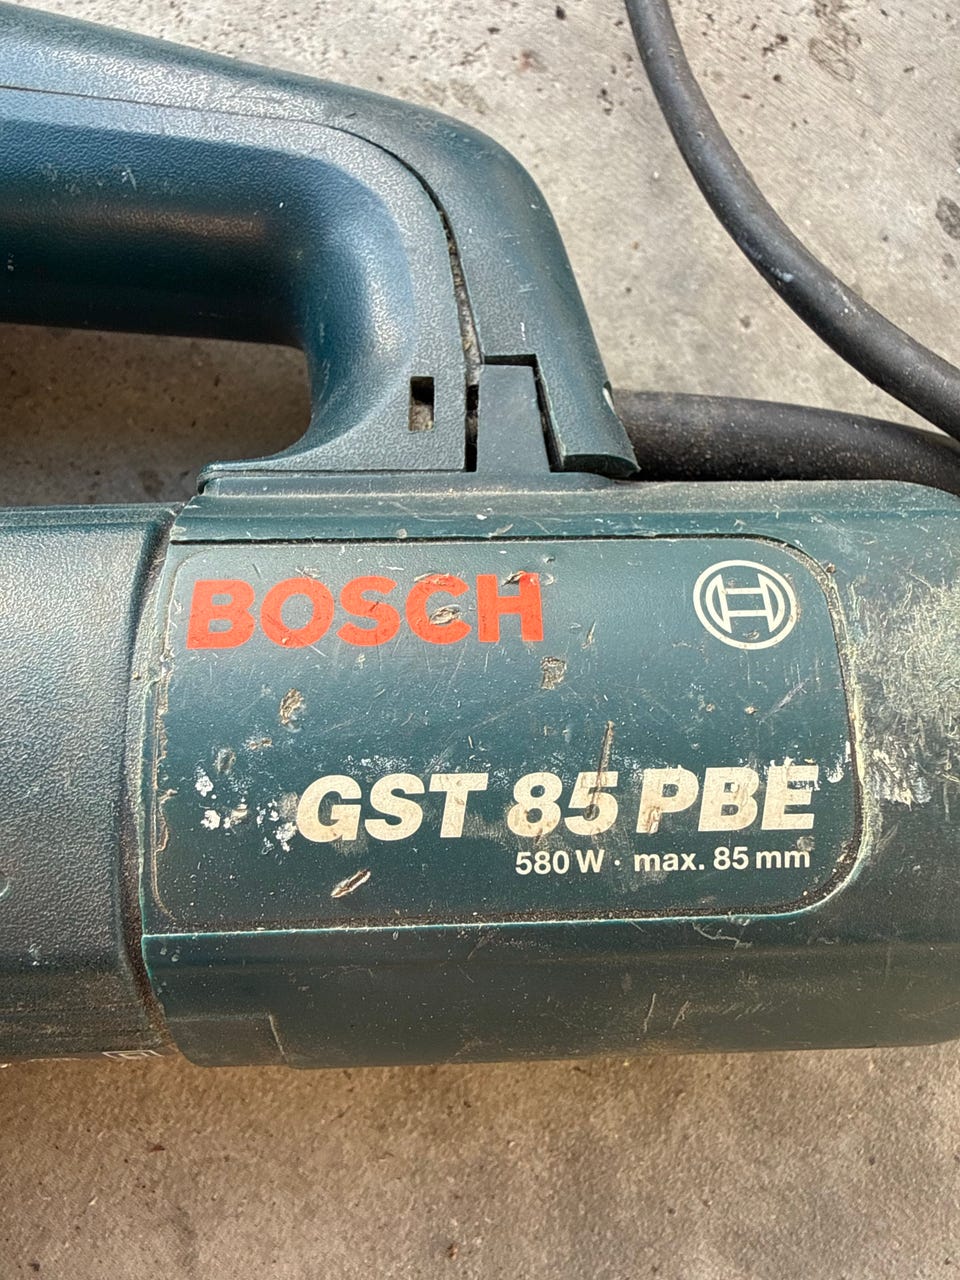 BOSCH
GST 85 PBE
580 W · max. 85 mm